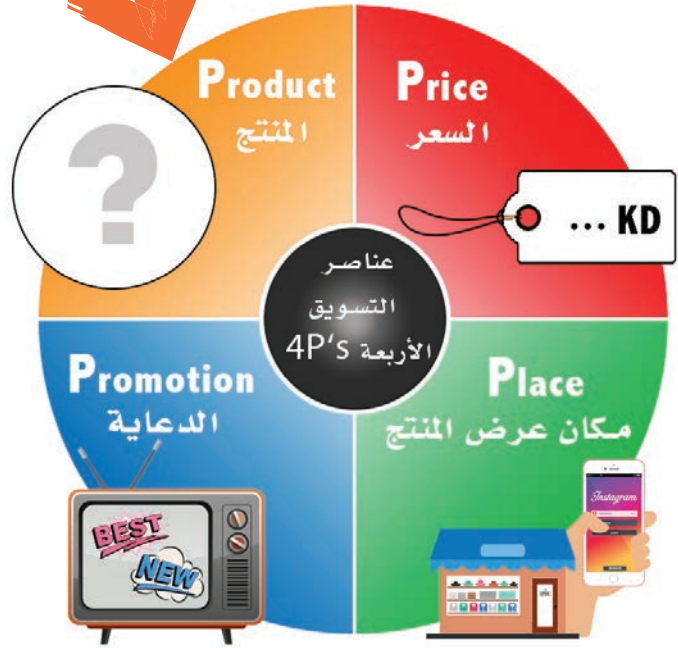 Product
المنتج
Price
السعر
... KD
عناصر
التسويق
الأربعة 4P's
Promotion
الدعاية
BEST
NEW
Place
مكان عرض المنتج
Instagram
?